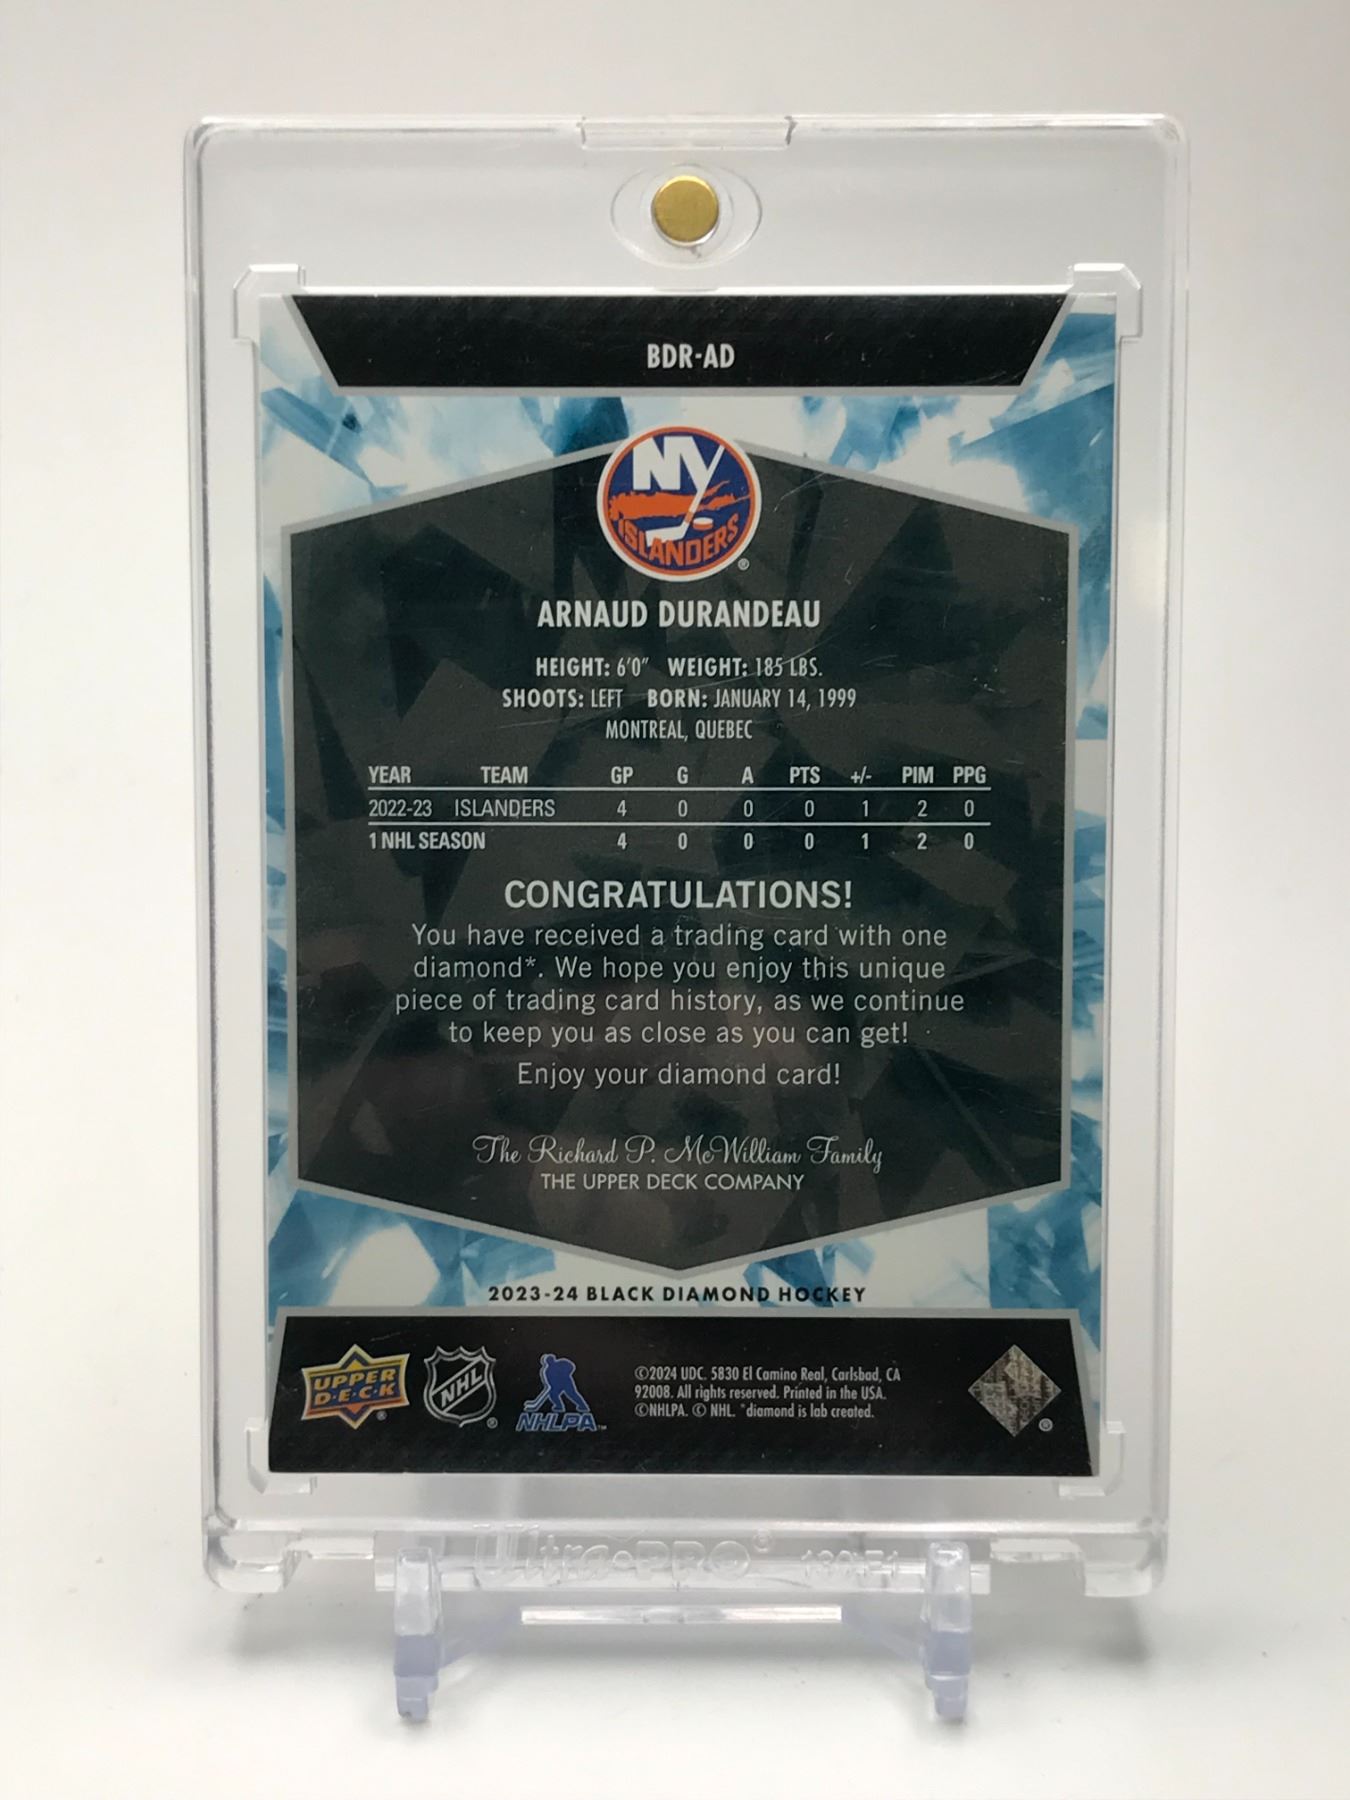 BDR-AD
NY
ISLANDERS
®
ARNAUD DURANDEAU
HEIGHT: 6'0" WEIGHT: 185 LBS.
SHOOTS: LEFT BORN: JANUARY 14, 1999
MONTREAL, QUEBEC
YEAR TEAM GP G A PTS +/- PIM PPG
2022-23 ISLANDERS 4 0 0 0 1 2 0
1 NHL SEASON 4 0 0 0 1 2 0
CONGRATULATIONS!
You have received a trading card with one
diamond*. We hope you enjoy this unique
piece of trading card history, as we continue
to keep you as close as you can get!
Enjoy your diamond card!
The Richard P. McWilliam Family
THE UPPER DECK COMPANY
2023-24 BLACK DIAMOND HOCKEY
UPPER
D·E·C·K
®
NHL
®
NHLPA™
©2024 UDC. 5830 El Camino Real, Carlsbad, CA
92008. All rights reserved. Printed in the USA.
©NHLPA. © NHL. *diamond is lab created.
®
Ultra•PRO®